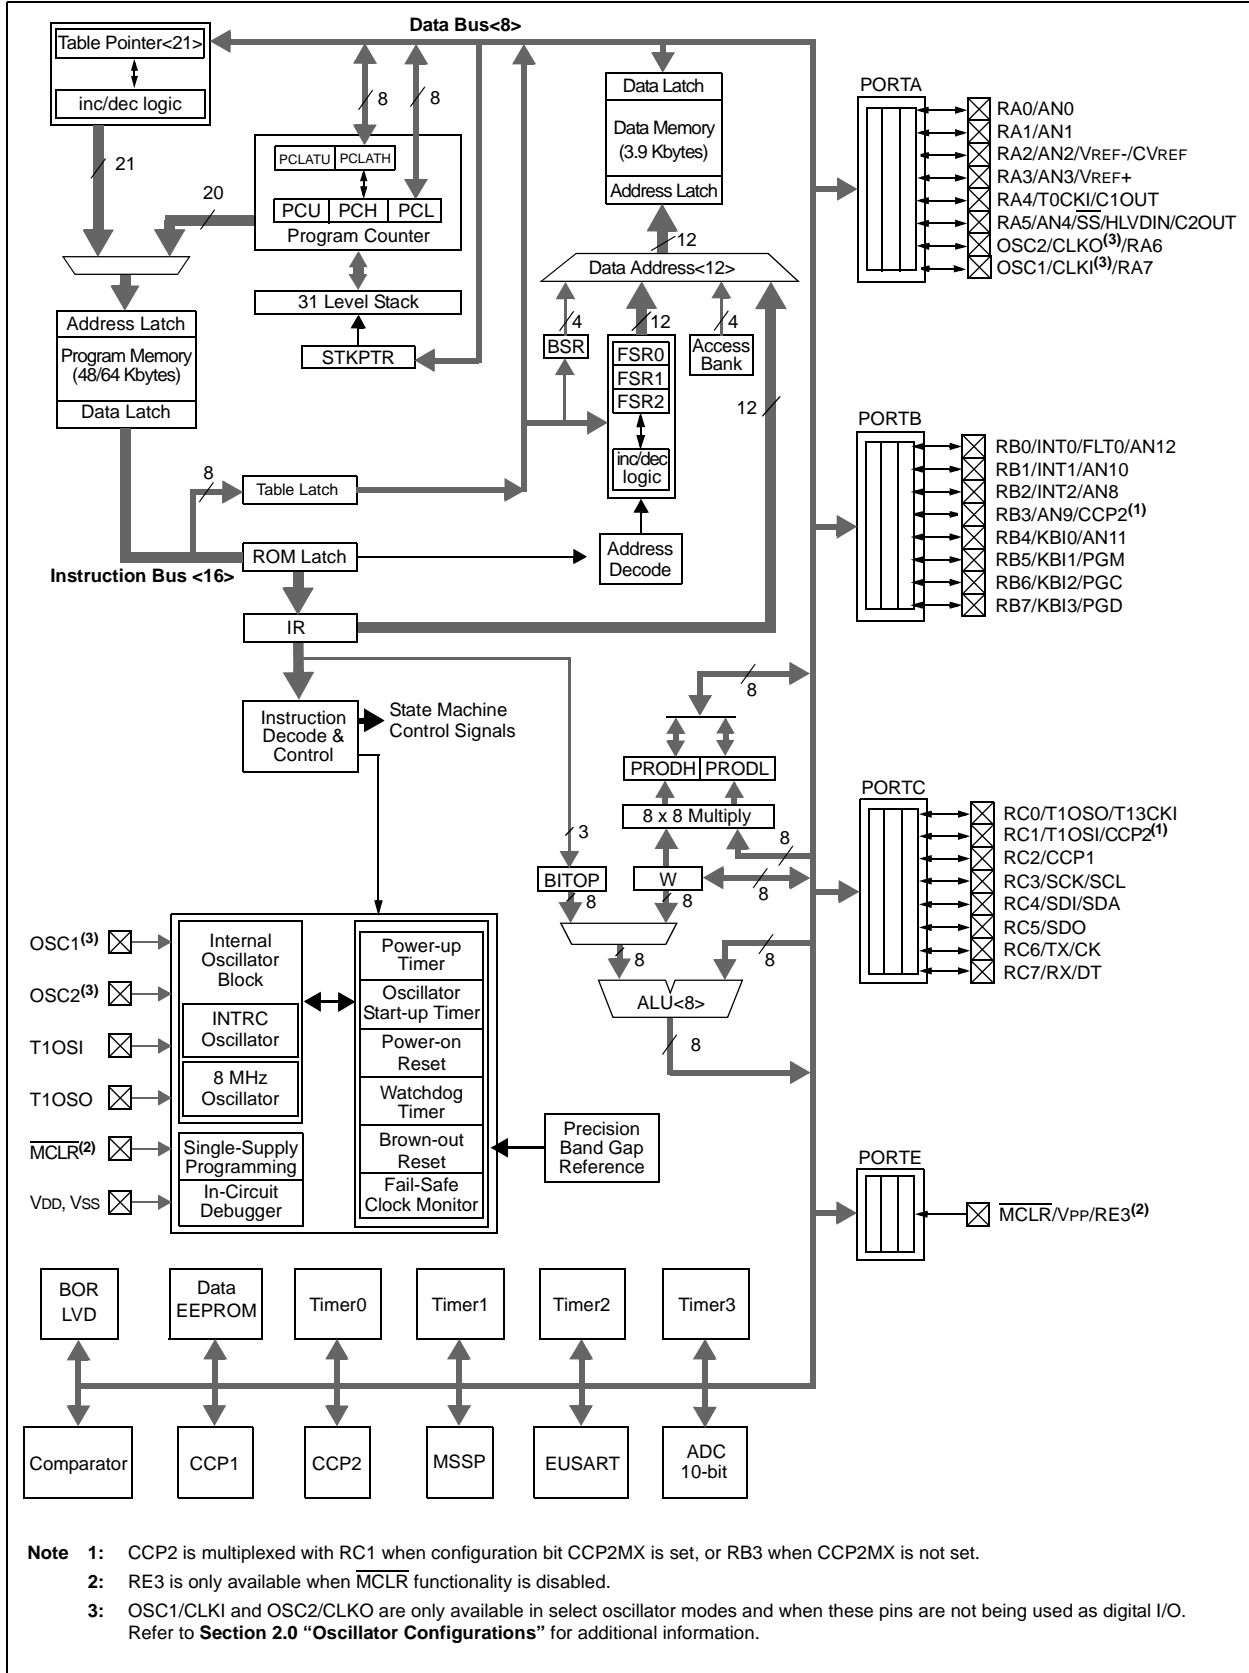 Data Bus<8>
Table Pointer<21>
inc/dec logic
21
20
8
8
PCLATU
PCLATH
PCU
PCH
PCL
Program Counter
31 Level Stack
STKPTR
Data Latch
Data Memory
(3.9 Kbytes)
Address Latch
12
Data Address<12>
4
12
4
BSR
FSR0
FSR1
FSR2
inc/dec
logic
Access
Bank
12
Address Latch
Program Memory
(48/64 Kbytes)
Data Latch
8
Table Latch
ROM Latch
Instruction Bus <16>
Address
Decode
IR
Instruction
Decode &
Control
State Machine
Control Signals
8
PRODH
PRODL
8 x 8 Multiply
3
8
BITOP
W
8
8
8
8
8
ALU<8>
8
PORTA
RA0/AN0
RA1/AN1
RA2/AN2/VREF-/CVREF
RA3/AN3/VREF+
RA4/T0CKI/C1OUT
RA5/AN4/SS/HLVDIN/C2OUT
OSC2/CLKO(3)/RA6
OSC1/CLKI(3)/RA7
PORTB
RB0/INT0/FLT0/AN12
RB1/INT1/AN10
RB2/INT2/AN8
RB3/AN9/CCP2(1)
RB4/KBI0/AN11
RB5/KBI1/PGM
RB6/KBI2/PGC
RB7/KBI3/PGD
PORTC
RC0/T1OSO/T13CKI
RC1/T1OSI/CCP2(1)
RC2/CCP1
RC3/SCK/SCL
RC4/SDI/SDA
RC5/SDO
RC6/TX/CK
RC7/RX/DT
PORTE
MCLR/VPP/RE3(2)
OSC1(3)
OSC2(3)
T1OSI
T1OSO
MCLR(2)
VDD, VSS
Internal
Oscillator
Block
INTRC
Oscillator
8 MHz
Oscillator
Single-Supply
Programming
In-Circuit
Debugger
Power-up
Timer
Oscillator
Start-up Timer
Power-on
Reset
Watchdog
Timer
Brown-out
Reset
Fail-Safe
Clock Monitor
Precision
Band Gap
Reference
BOR
LVD
Data
EEPROM
Timer0
Timer1
Timer2
Timer3
Comparator
CCP1
CCP2
MSSP
EUSART
ADC
10-bit
Note 1: CCP2 is multiplexed with RC1 when configuration bit CCP2MX is set, or RB3 when CCP2MX is not set.
2: RE3 is only available when MCLR functionality is disabled.
3: OSC1/CLKI and OSC2/CLKO are only available in select oscillator modes and when these pins are not being used as digital I/O.
Refer to Section 2.0 “Oscillator Configurations” for additional information.